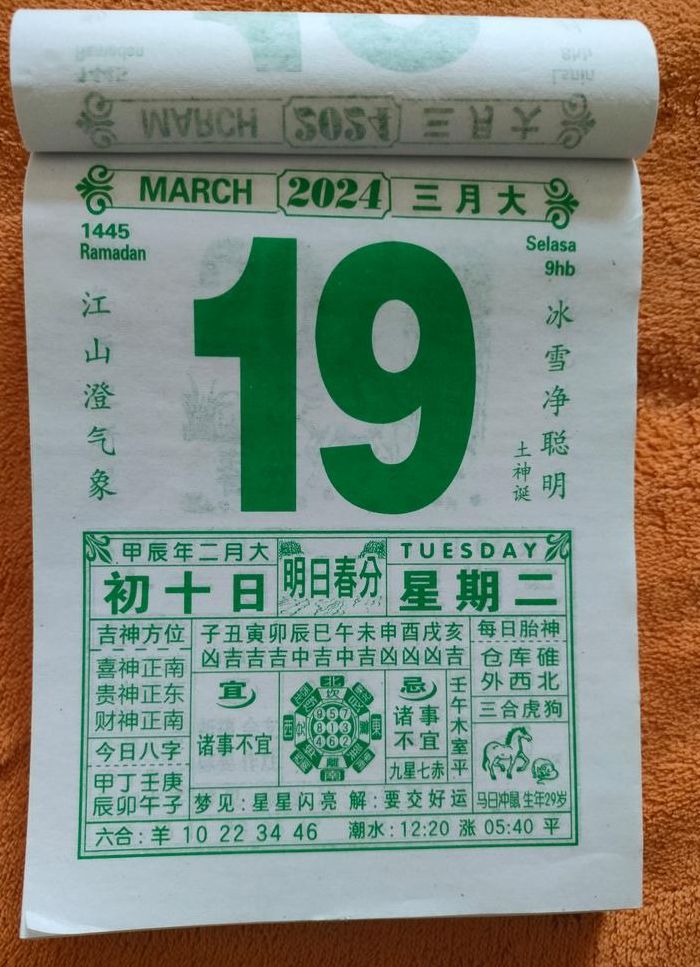 MARCH 2024 三月大
1445
Ramadan
Selasa
9hb
江山澄气象
19
冰雪净聪明
土神诞
甲辰年二月大
明日春分
TUESDAY
初十日
星期二
吉神方位
喜神正南
贵神正东
财神正南
今日八字
甲丁壬庚
辰卯午子
子丑寅卯辰巳午未申酉戌亥
凶吉吉吉中吉中吉凶凶凶吉
宜
诸事不宜
北
東
南
西
957
813
462
忌
诸事
不宜
九星七赤
壬午木室平
每日胎神
仓库碓
外西北
三合虎狗
马日冲鼠 生年29岁
梦见:星星闪亮 解:要交好运
六合:羊 10 22 34 46 潮水:12:20 涨 05:40 平